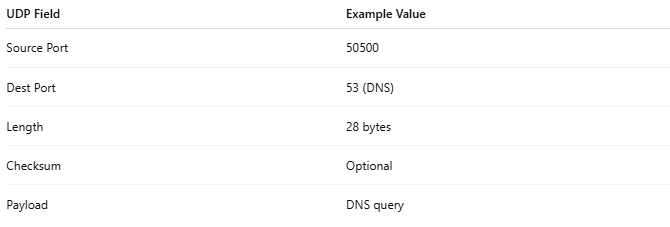 UDP Field Example Value
Source Port 50500
Dest Port 53 (DNS)
Length 28 bytes
Checksum Optional
Payload DNS query